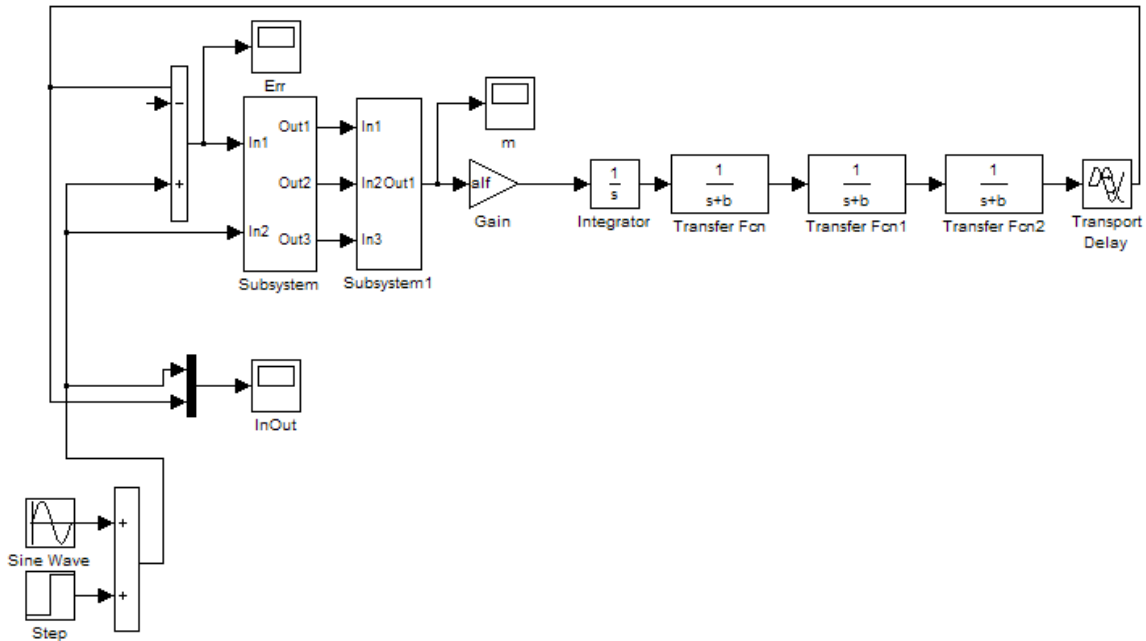 Err
−
+
In1
In2
Out1
Out2
Out3
Subsystem
In1
In2
In3
Out1
Subsystem1
m
alf
Gain
1
s
Integrator
1
s+b
Transfer Fcn
1
s+b
Transfer Fcn1
1
s+b
Transfer Fcn2
Transport
Delay
InOut
Sine Wave
+
+
Step